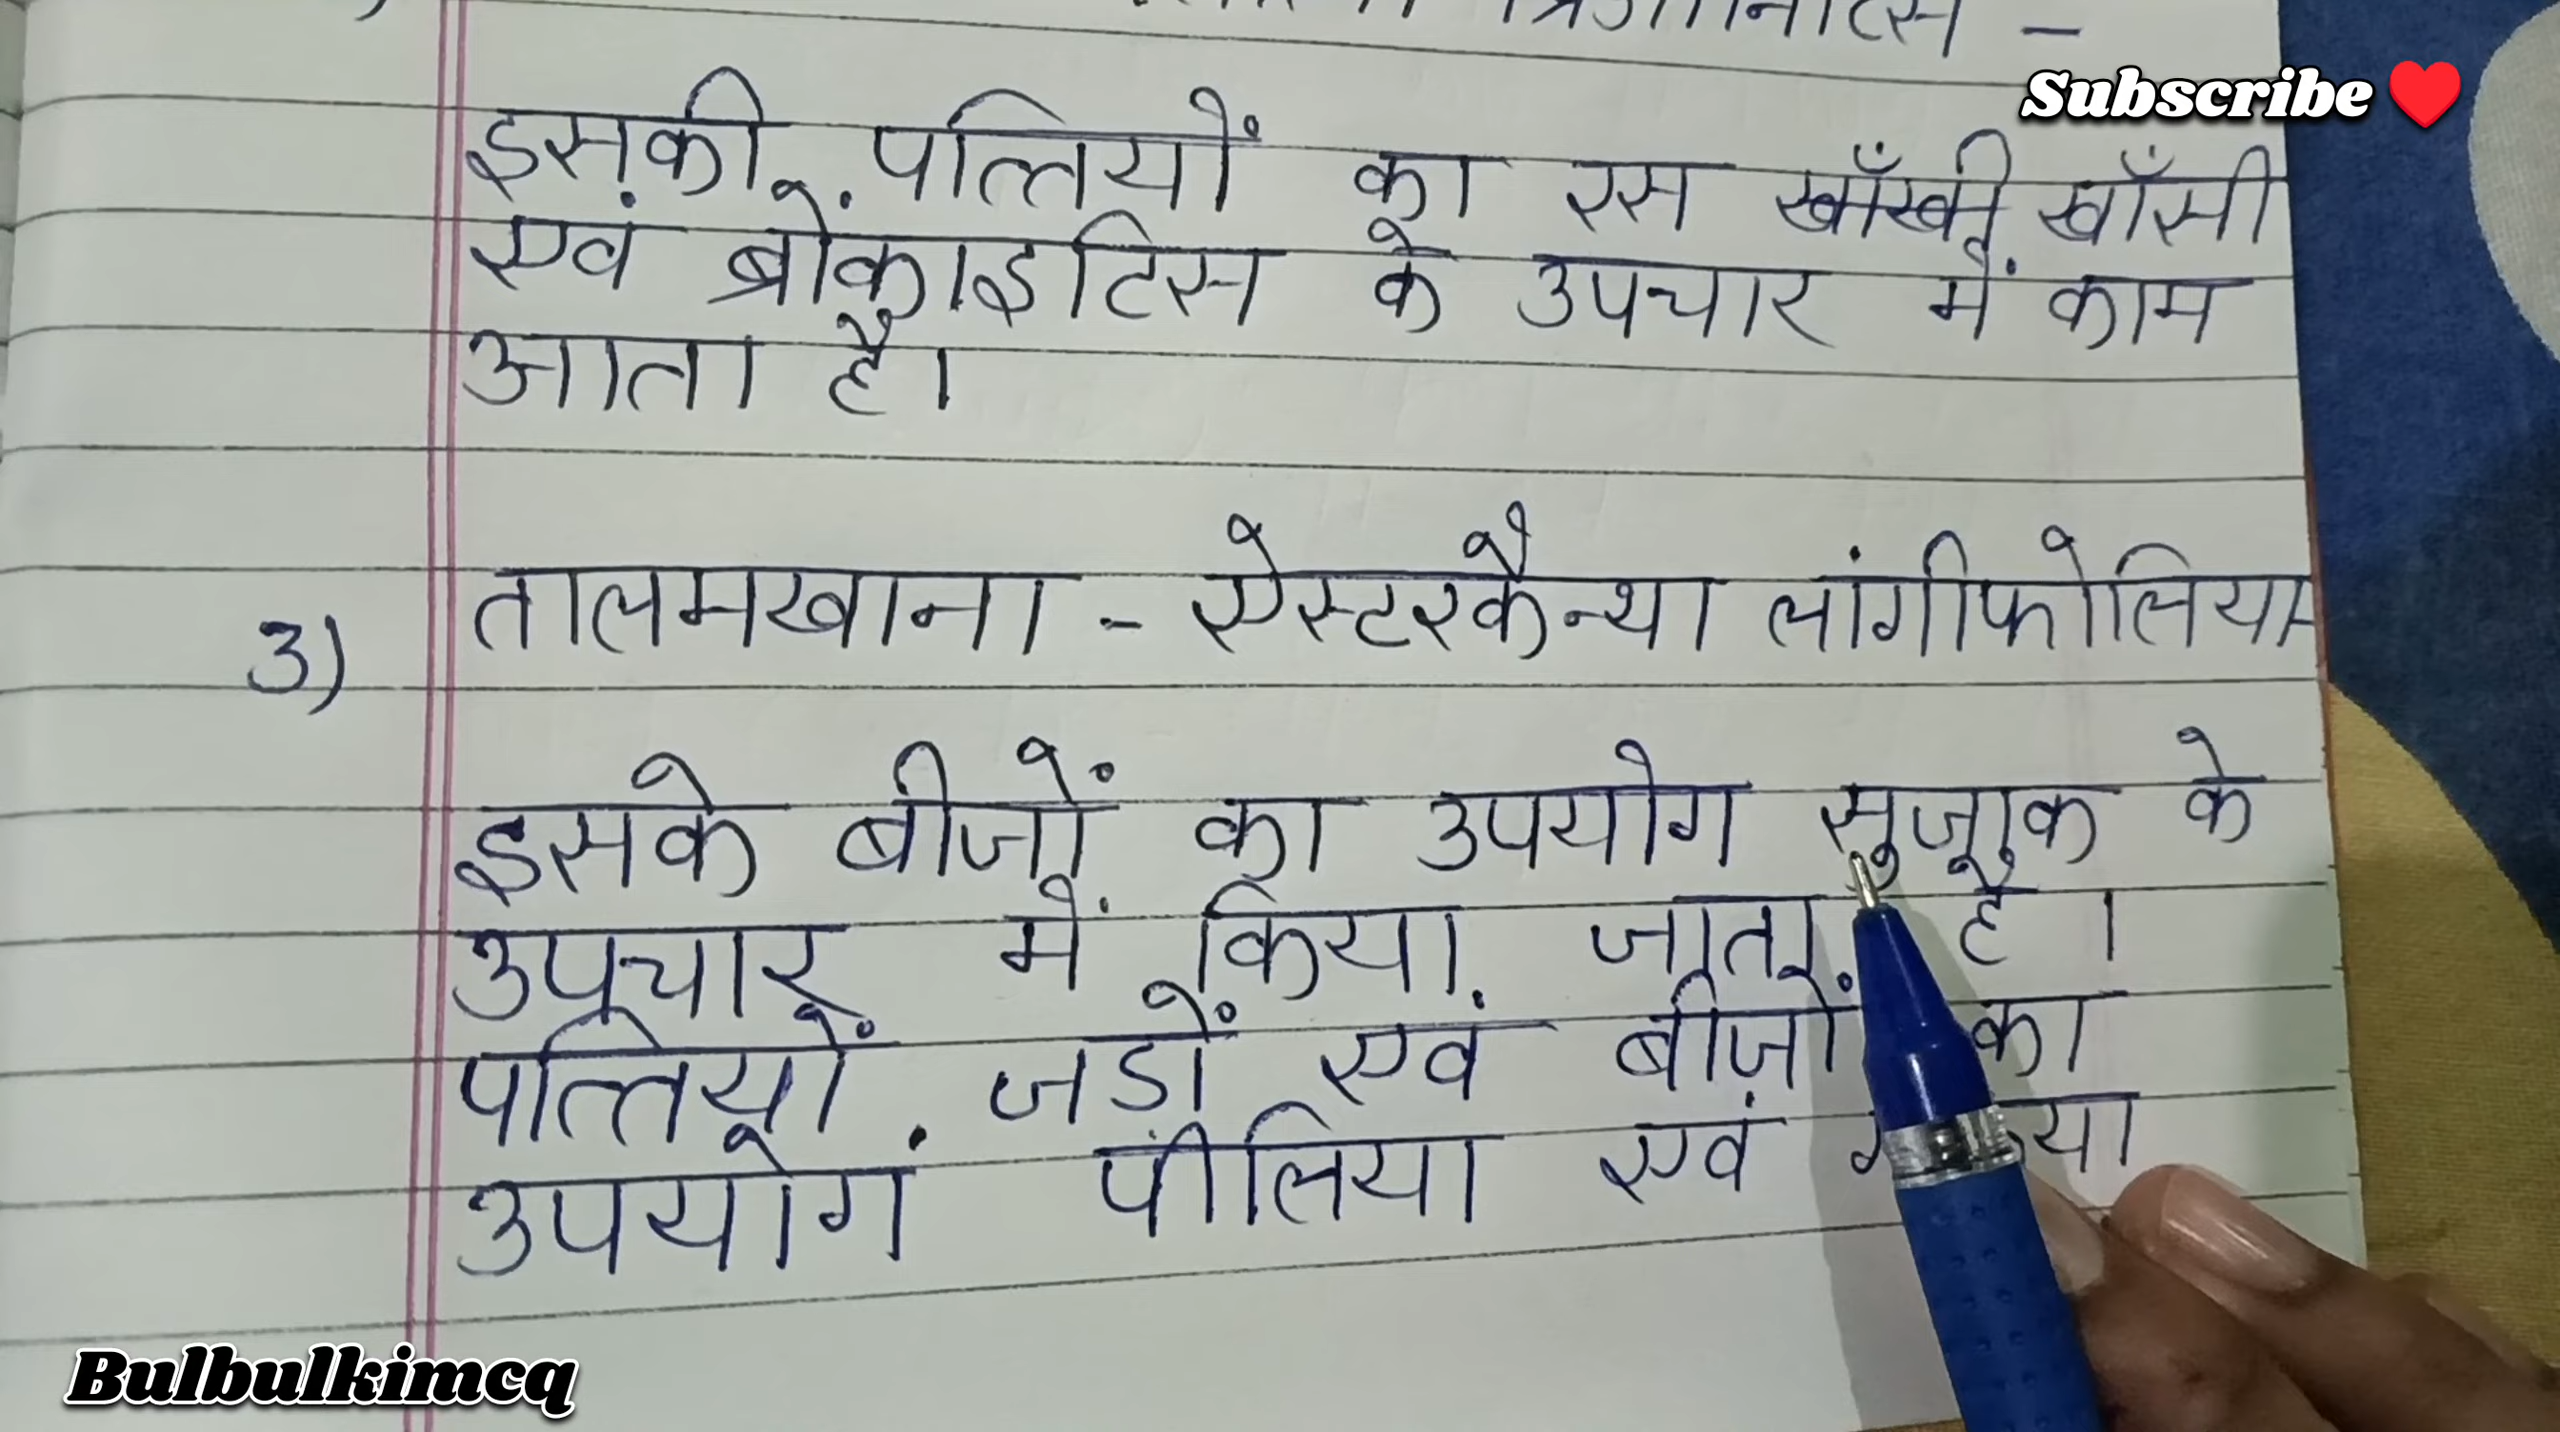 Subscribe
इसकी पत्तियों का रस खाँसी
एवं ब्रोंकाइटिस के उपचार में काम
आता है।
3) तालमखाना - ऐस्टरकैन्था लांगीफोलिया
इसके बीजों का उपयोग सुजाक के
उपचार में किया जाता है।
पत्तियों, जड़ों एवं बीजों का
उपयोग पीलिया एवं
Bulbulkimcq